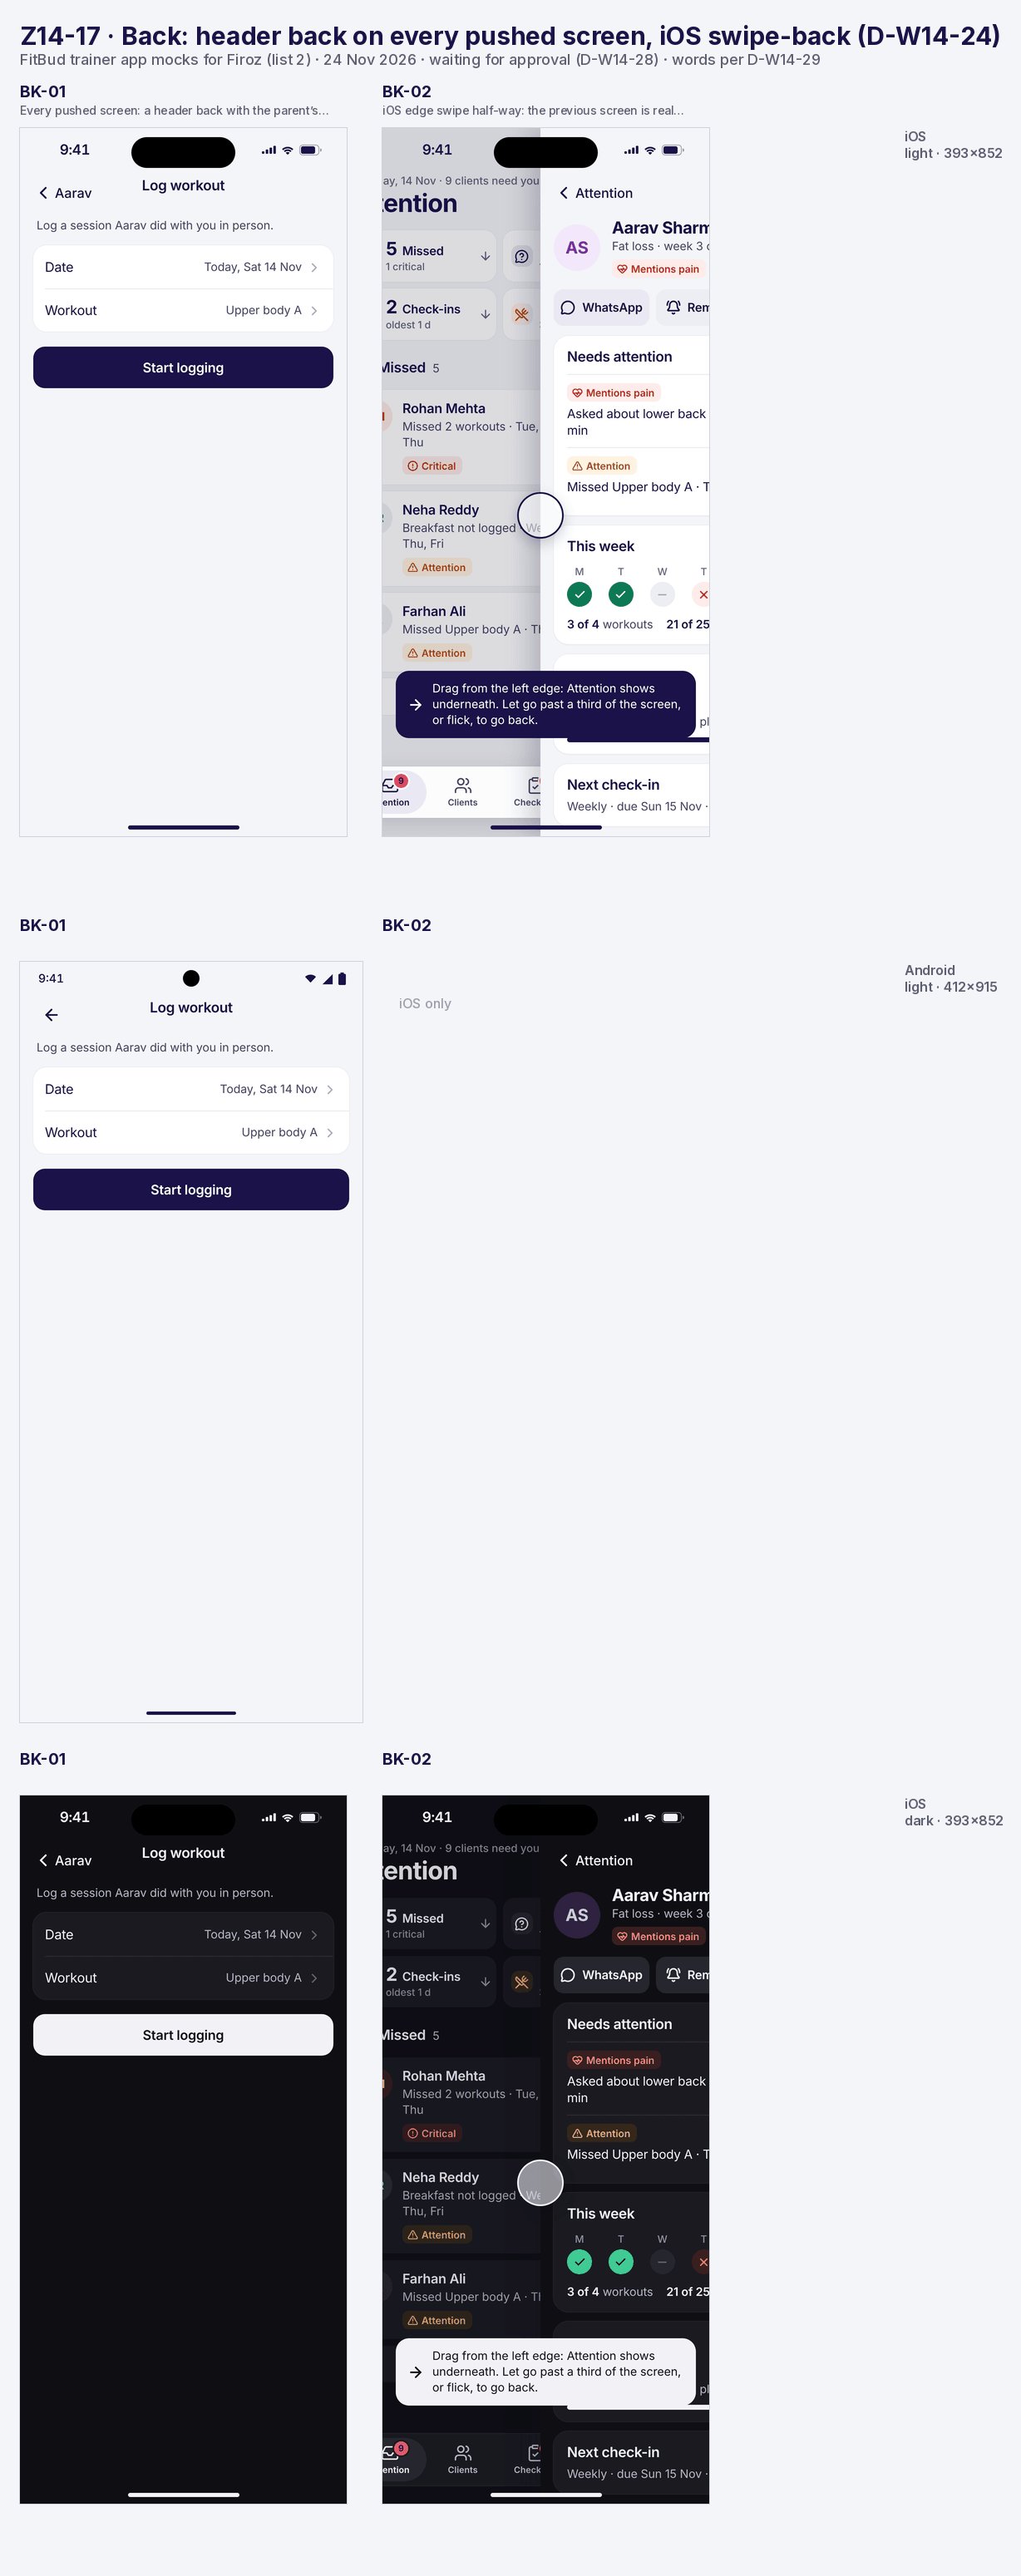 Z14-17 · Back: header back on every pushed screen, iOS swipe-back (D-W14-24)
FitBud trainer app mocks for Firoz (list 2) · 24 Nov 2026 · waiting for approval (D-W14-28) · words per D-W14-29
BK-01
Every pushed screen: a header back with the parent's…
BK-02
iOS edge swipe half-way: the previous screen is real…
iOS
light · 393×852
9:41
Aarav
Log workout
Log a session Aarav did with you in person.
Date
Today, Sat 14 Nov
Workout
Upper body A
Start logging
9:41
ay, 14 Nov · 9 clients need you
tention
5 Missed
1 critical
2 Check-ins
oldest 1 d
Missed 5
Rohan Mehta
Missed 2 workouts · Tue,
Thu
Critical
Neha Reddy
Breakfast not logged · We
Thu, Fri
Attention
Farhan Ali
Missed Upper body A · Th
Attention
Attention
AS
Aarav Sharm
Fat loss · week 3 o
Mentions pain
WhatsApp
Rem
Needs attention
Mentions pain
Asked about lower back
min
Attention
Missed Upper body A · T
This week
M T W T
3 of 4 workouts 21 of 25
Drag from the left edge: Attention shows
underneath. Let go past a third of the screen,
or flick, to go back.
pl
Next check-in
Weekly · due Sun 15 Nov ·
9
ention
Clients
Check
BK-01
BK-02
Android
light · 412×915
iOS only
9:41
Log workout
Log a session Aarav did with you in person.
Date
Today, Sat 14 Nov
Workout
Upper body A
Start logging
BK-01
BK-02
iOS
dark · 393×852
9:41
Aarav
Log workout
Log a session Aarav did with you in person.
Date
Today, Sat 14 Nov
Workout
Upper body A
Start logging
9:41
ay, 14 Nov · 9 clients need you
tention
5 Missed
1 critical
2 Check-ins
oldest 1 d
Missed 5
Rohan Mehta
Missed 2 workouts · Tue,
Thu
Critical
Neha Reddy
Breakfast not logged · We
Thu, Fri
Attention
Farhan Ali
Missed Upper body A · Th
Attention
Attention
AS
Aarav Sharm
Fat loss · week 3 o
Mentions pain
WhatsApp
Rem
Needs attention
Mentions pain
Asked about lower back
min
Attention
Missed Upper body A · T
This week
M T W T
3 of 4 workouts 21 of 25
Drag from the left edge: Attention shows
underneath. Let go past a third of the screen,
or flick, to go back.
pl
Next check-in
Weekly · due Sun 15 Nov ·
9
ention
Clients
Check